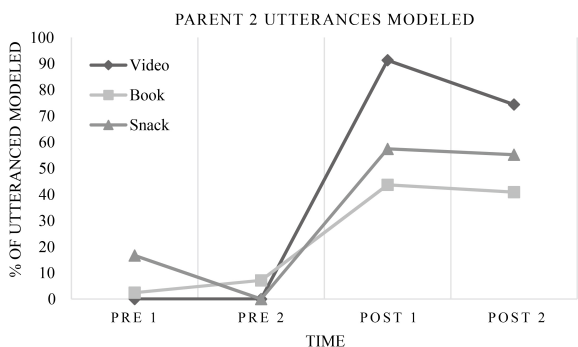 PARENT 2 UTTERANCES MODELED
% OF UTTERANCED MODELED
100
90
80
70
60
50
40
30
20
10
0
Video
Book
Snack
PRE 1 PRE 2 POST 1 POST 2
TIME